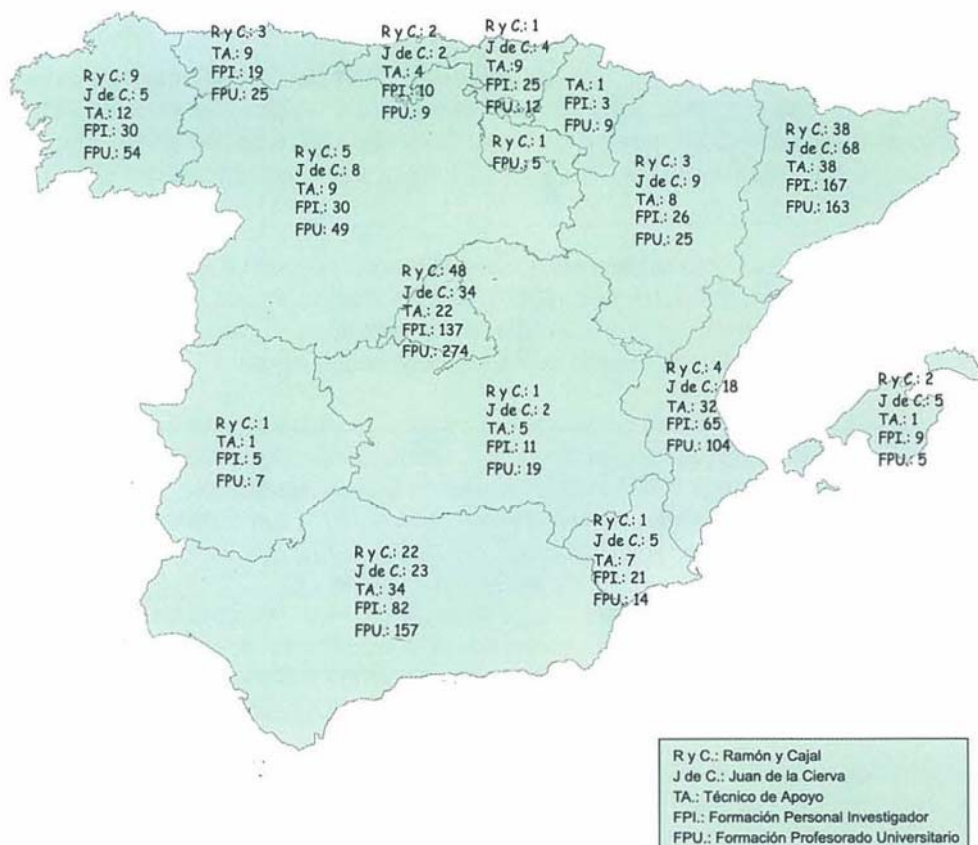 R y C.: 9
J de C.: 5
TA.: 12
FPI.: 30
FPU.: 54
R y C.: 3
TA.: 9
FPI.: 19
FPU.: 25
R y C.: 2
J de C.: 2
TA.: 4
FPI.: 10
FPU.: 9
R y C.: 1
J de C.: 4
TA.:9
FPI.: 25
FPU.: 12
TA.: 1
FPI.: 3
FPU.: 9
R y C.: 1
FPU.: 5
R y C.: 5
J de C.: 8
TA.: 9
FPI.: 30
FPU: 49
R y C.: 3
J de C.: 9
TA.: 8
FPI.: 26
FPU.: 25
R y C.: 38
J de C.: 68
TA.: 38
FPI.: 167
FPU.: 163
R y C.: 48
J de C.: 34
TA.: 22
FPI.: 137
FPU.: 274
R y C.: 4
J de C.: 18
TA.: 32
FPI.: 65
FPU.: 104
R y C.: 2
J de C.: 5
TA.: 1
FPI.: 9
FPU.: 5
R y C.: 1
TA.: 1
FPI.: 5
FPU.: 7
R y C.: 1
J de C.: 2
TA.: 5
FPI.: 11
FPU.: 19
R y C.: 1
J de C.: 5
TA.: 7
FPI.: 21
FPU.: 14
R y C.: 22
J de C.: 23
TA.: 34
FPI.: 82
FPU.: 157
R y C.: Ramón y Cajal
J de C.: Juan de la Cierva
TA.: Técnico de Apoyo
FPI.: Formación Personal Investigador
FPU.: Formación Profesorado Universitario